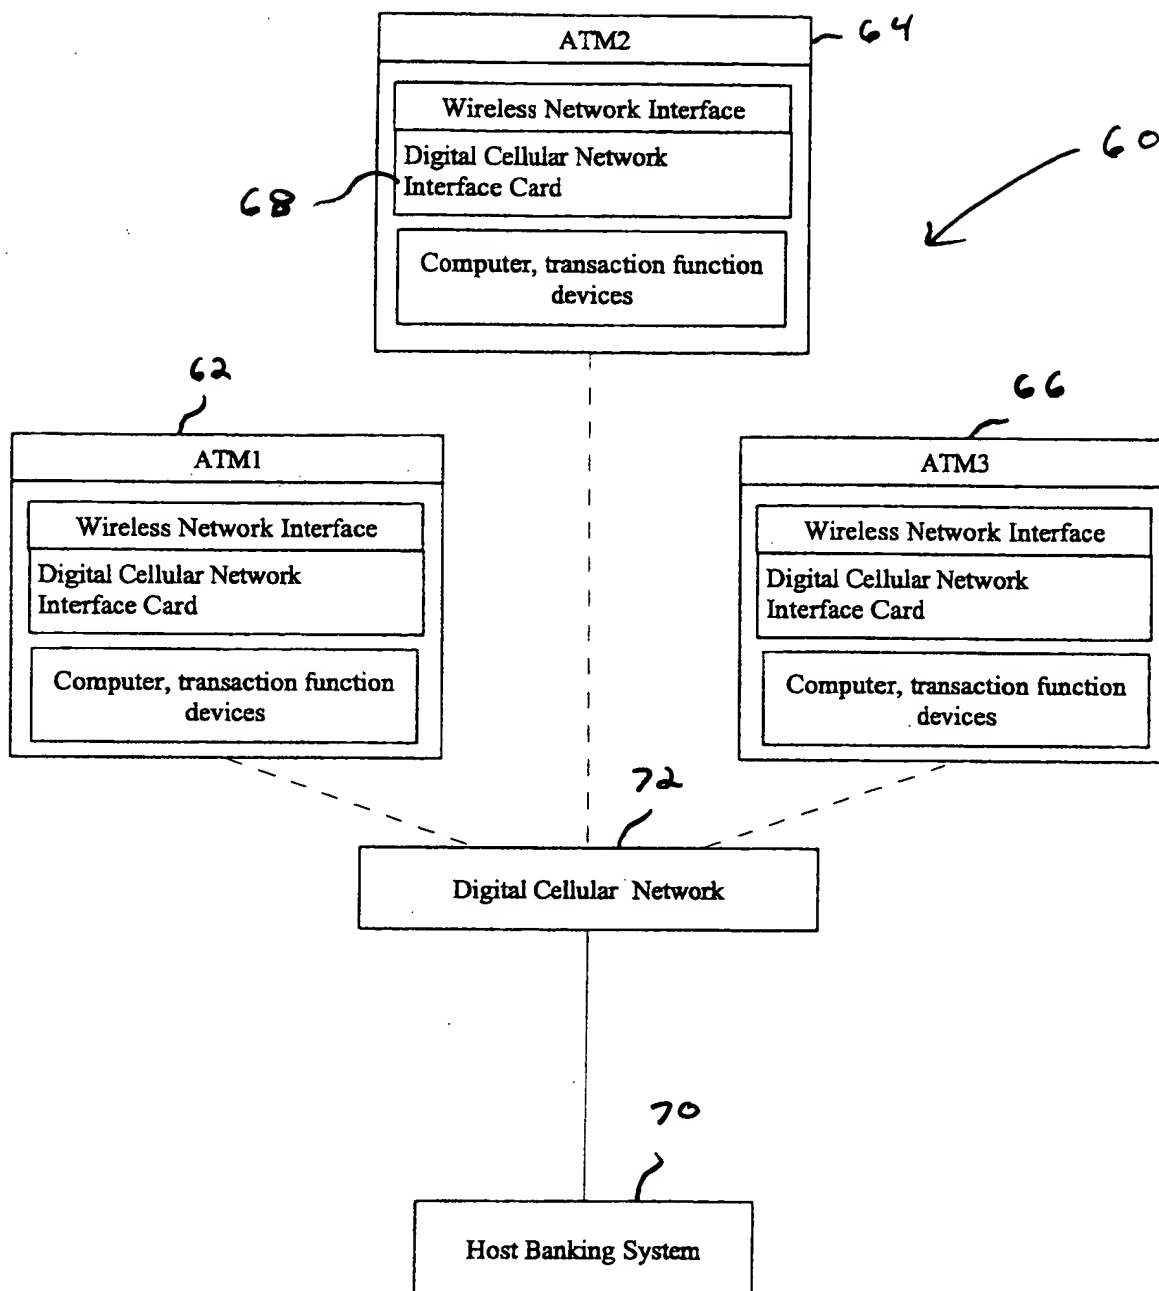 ATM2
64
Wireless Network Interface
60
Digital Cellular Network
Interface Card
68
Computer, transaction function
devices
62
66
ATM1
ATM3
Wireless Network Interface
Digital Cellular Network
Interface Card
Computer, transaction function
devices
Wireless Network Interface
Digital Cellular Network
Interface Card
Computer, transaction function
devices
72
Digital Cellular Network
70
Host Banking System